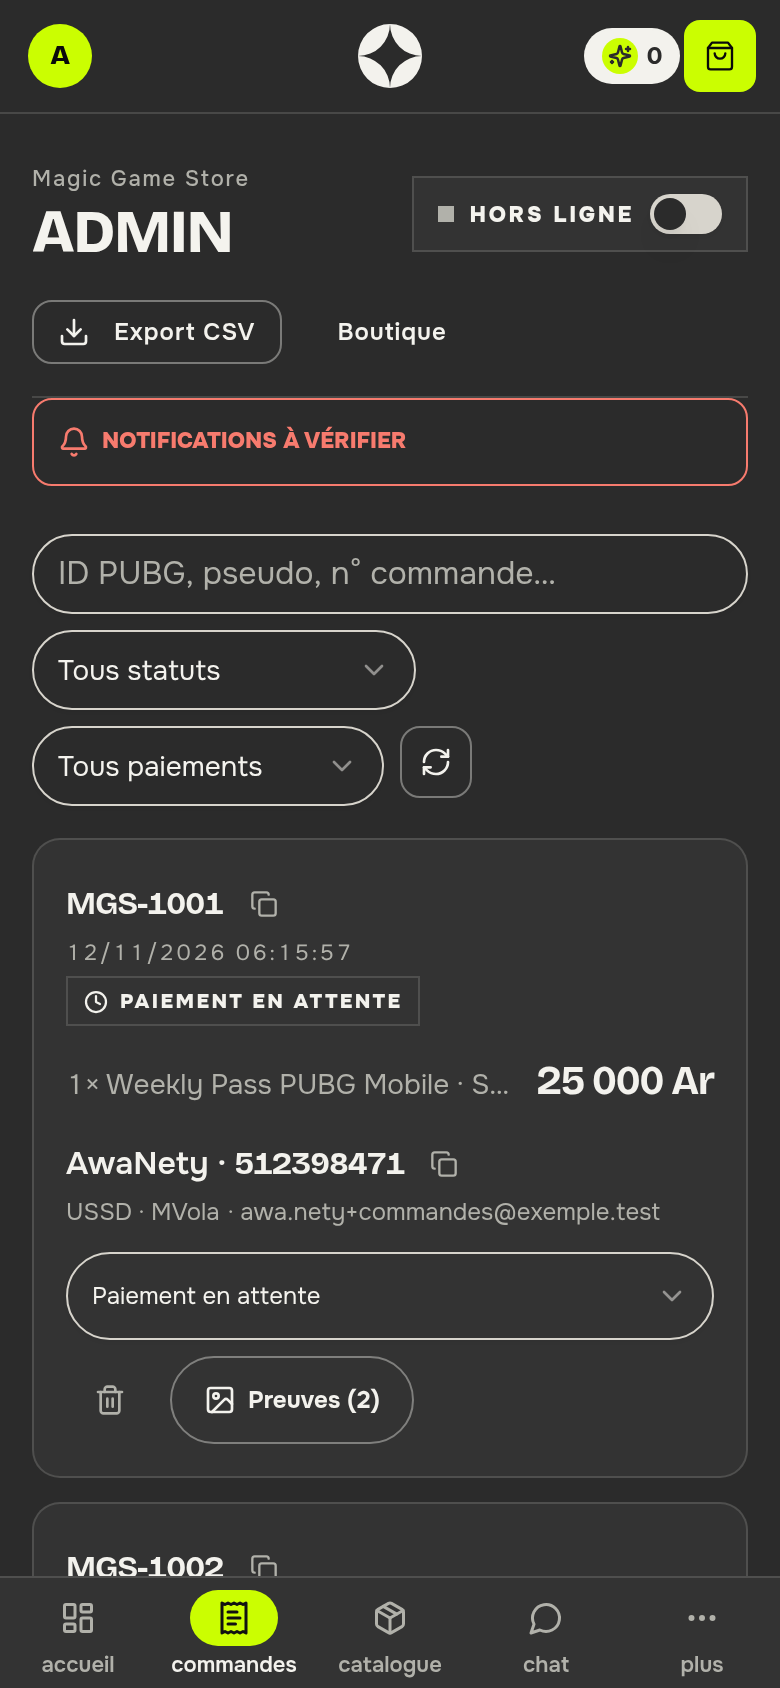 A
0
Magic Game Store
ADMIN
HORS LIGNE
Export CSV
Boutique
NOTIFICATIONS À VÉRIFIER
ID PUBG, pseudo, n° commande...
Tous statuts
Tous paiements
MGS-1001
12/11/2026 06:15:57
PAIEMENT EN ATTENTE
1× Weekly Pass PUBG Mobile · S... 25 000 Ar
AwaNety · 512398471
USSD · MVola · awa.nety+commandes@exemple.test
Paiement en attente
Preuves (2)
MGS-1002
accueil
commandes
catalogue
chat
plus